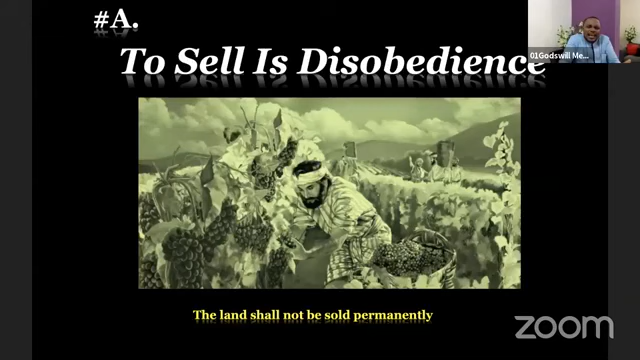 #A.
To Sell Is Disobedience
01Godswill Me...
The land shall not be sold permanently
zoom